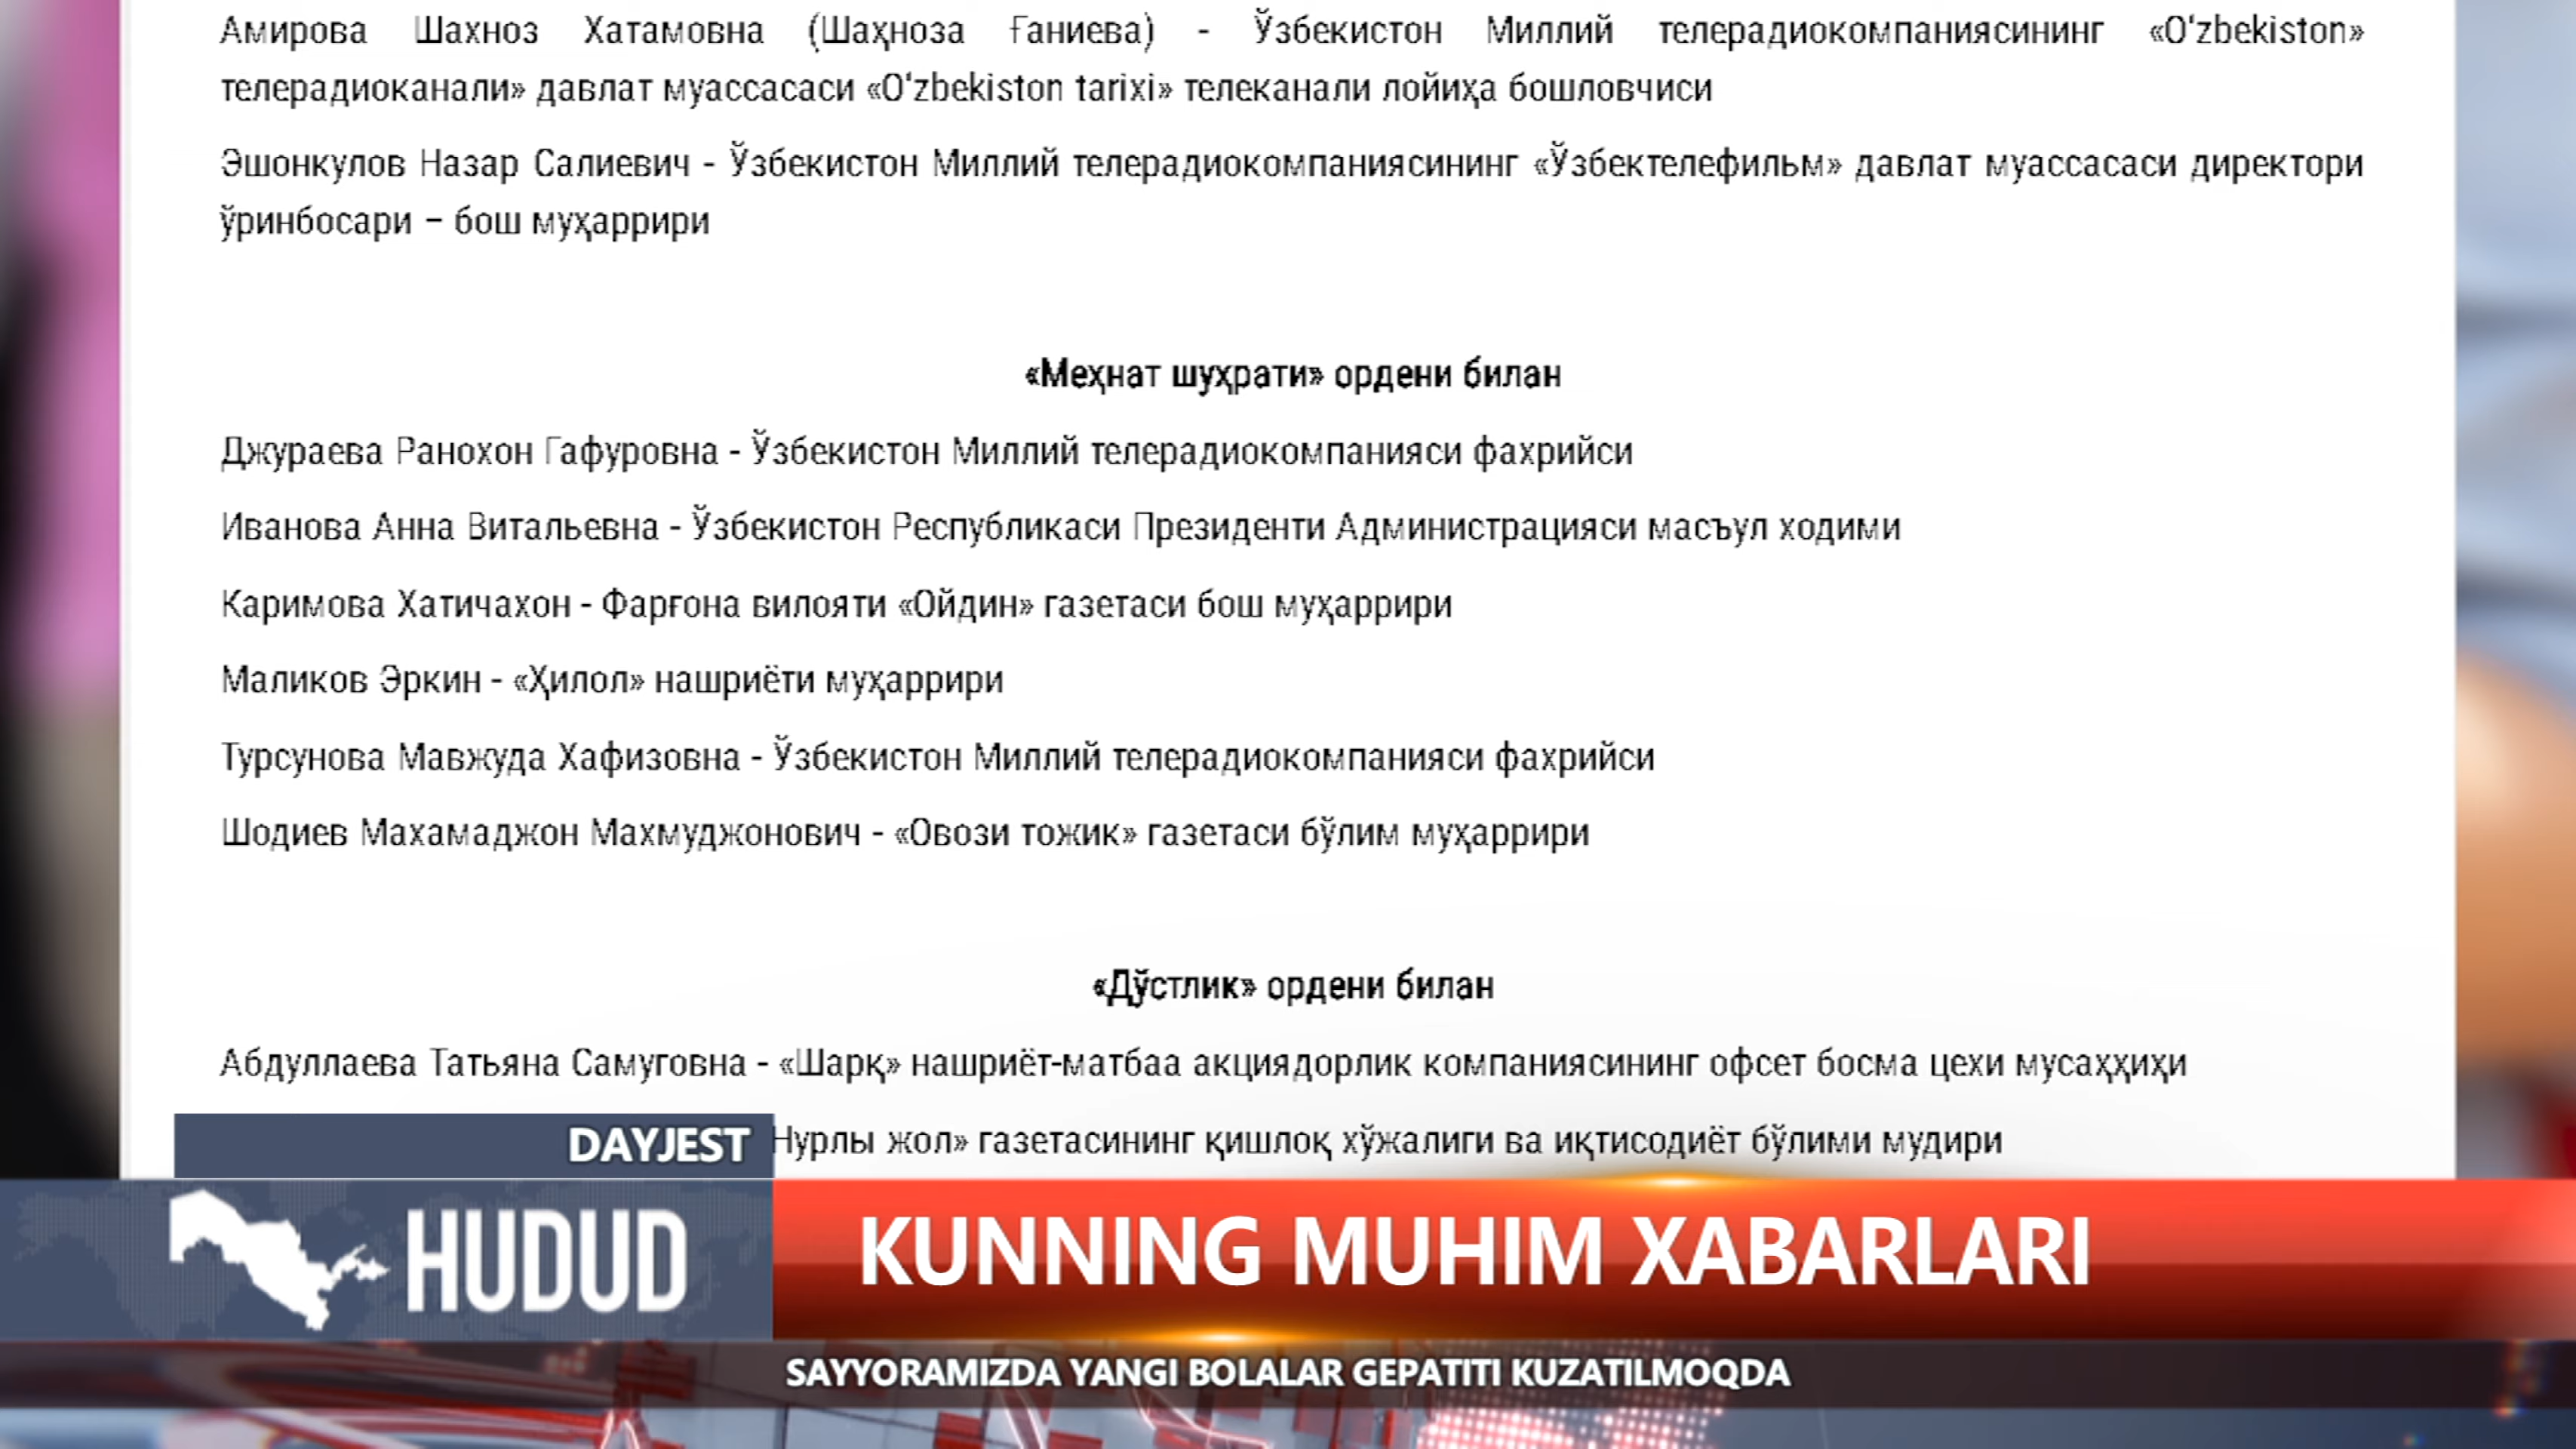 Амирова Шахноз Хатамовна (Шаҳноза Ғаниева) - Ўзбекистон Миллий телерадиокомпаниясининг «O‘zbekiston»
телерадиоканали» давлат муассасаси «O‘zbekiston tarixi» телеканали лойиҳа бошловчиси
Эшонкулов Назар Салиевич - Ўзбекистон Миллий телерадиокомпаниясининг «Ўзбектелефильм» давлат муассасаси директори
ўринбосари – бош муҳаррири
«Меҳнат шуҳрати» ордени билан
Джураева Ранохон Гафуровна - Ўзбекистон Миллий телерадиокомпанияси фахрийси
Иванова Анна Витальевна - Ўзбекистон Республикаси Президенти Администрацияси масъул ходими
Каримова Хатичахон - Фарғона вилояти «Ойдин» газетаси бош муҳаррири
Маликов Эркин - «Ҳилол» нашриёти муҳаррири
Турсунова Мавжуда Хафизовна - Ўзбекистон Миллий телерадиокомпанияси фахрийси
Шодиев Махамаджон Махмуджонович - «Овози тожик» газетаси бўлим муҳаррири
«Дўстлик» ордени билан
Абдуллаева Татьяна Самуговна - «Шарқ» нашриёт-матбаа акциядорлик компаниясининг офсет босма цехи мусаҳҳиҳи
Нурлы жол» газетасининг қишлоқ хўжалиги ва иқтисодиёт бўлими мудири
DAYJEST
HUDUD
KUNNING MUHIM XABARLARI
SAYYORAMIZDA YANGI BOLALAR GEPATITI KUZATILMOQDA